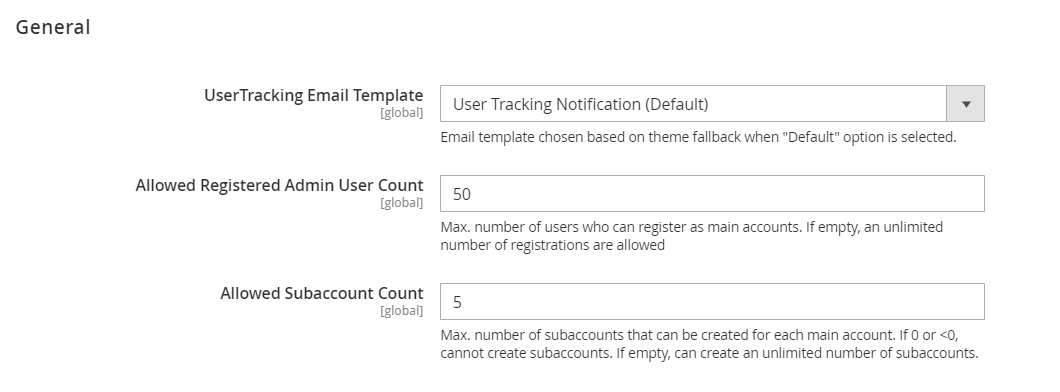 General
UserTracking Email Template
[global]
User Tracking Notification (Default)
Email template chosen based on theme fallback when "Default" option is selected.
Allowed Registered Admin User Count
[global]
50
Max. number of users who can register as main accounts. If empty, an unlimited
number of registrations are allowed
Allowed Subaccount Count
[global]
5
Max. number of subaccounts that can be created for each main account. If 0 or <0,
cannot create subaccounts. If empty, can create an unlimited number of subaccounts.